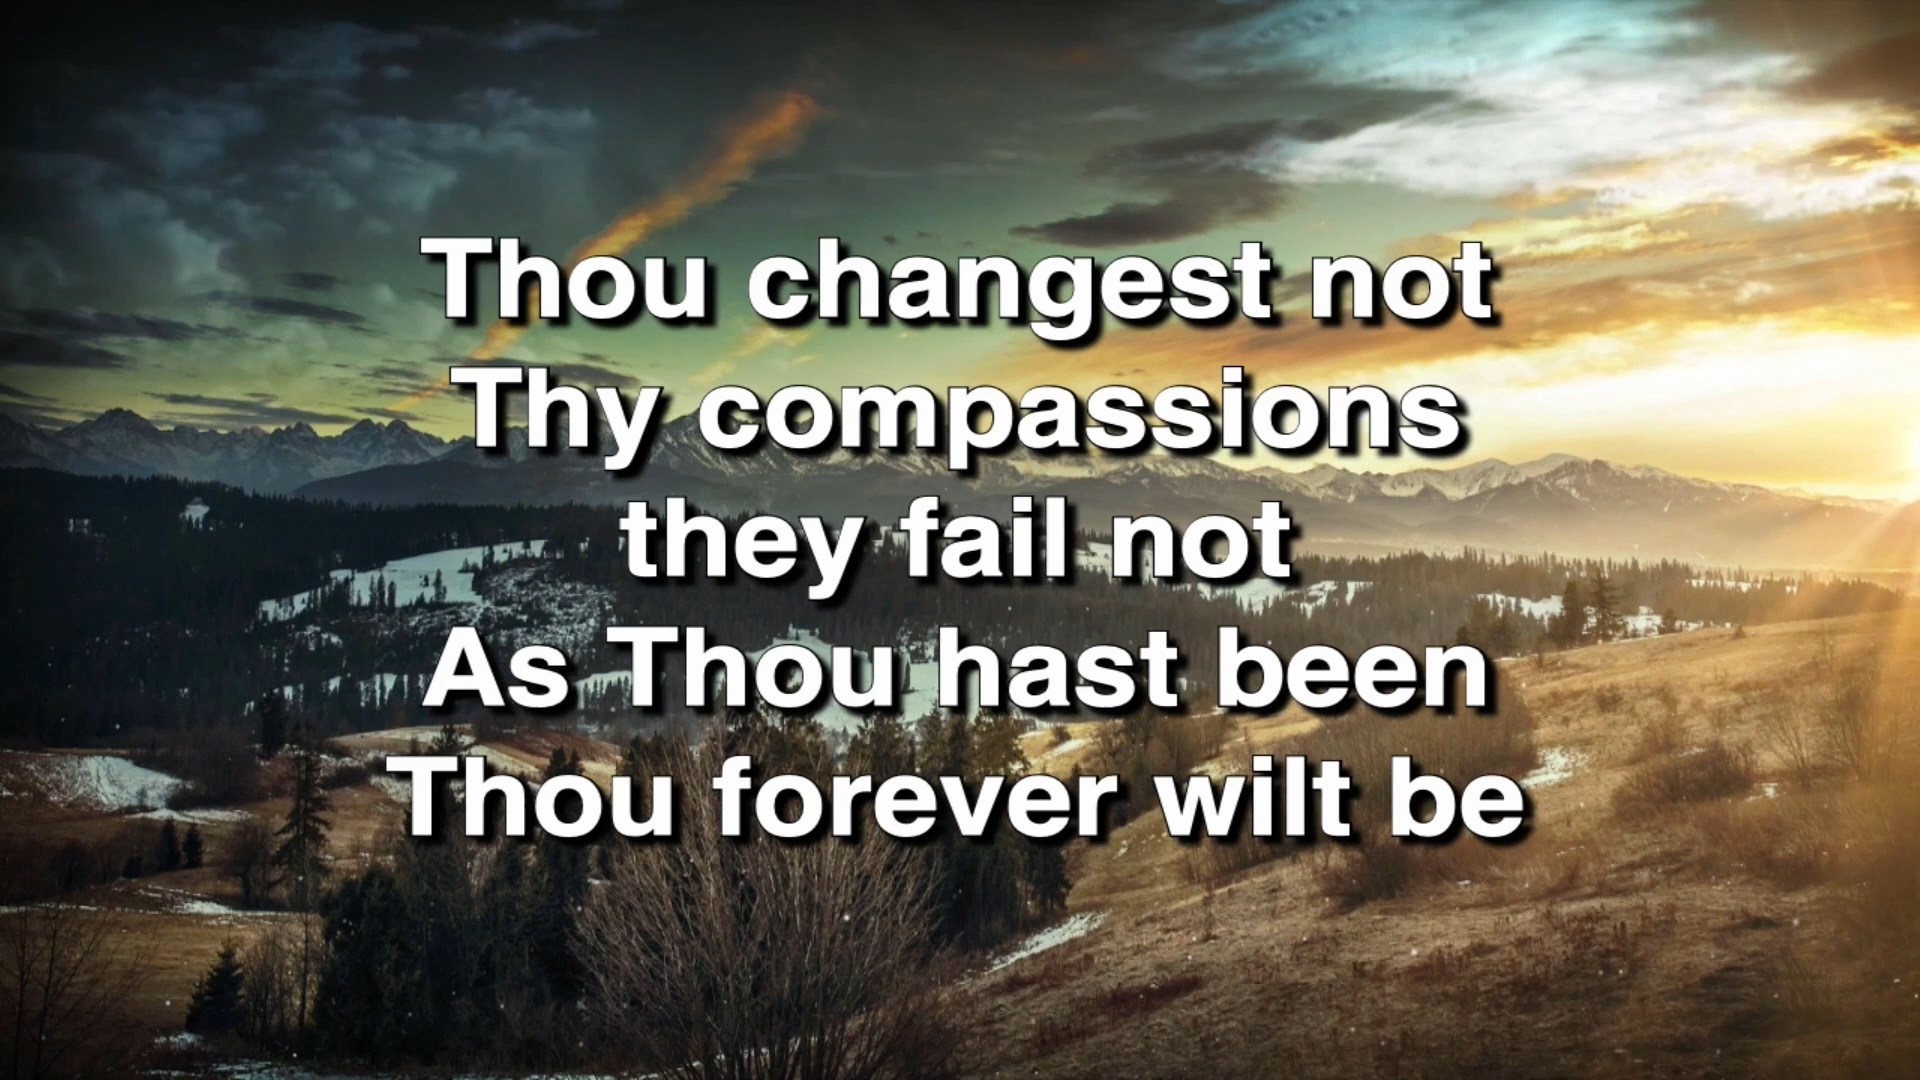 Thou changest not
Thy compassions
they fail not
As Thou hast been
Thou forever wilt be